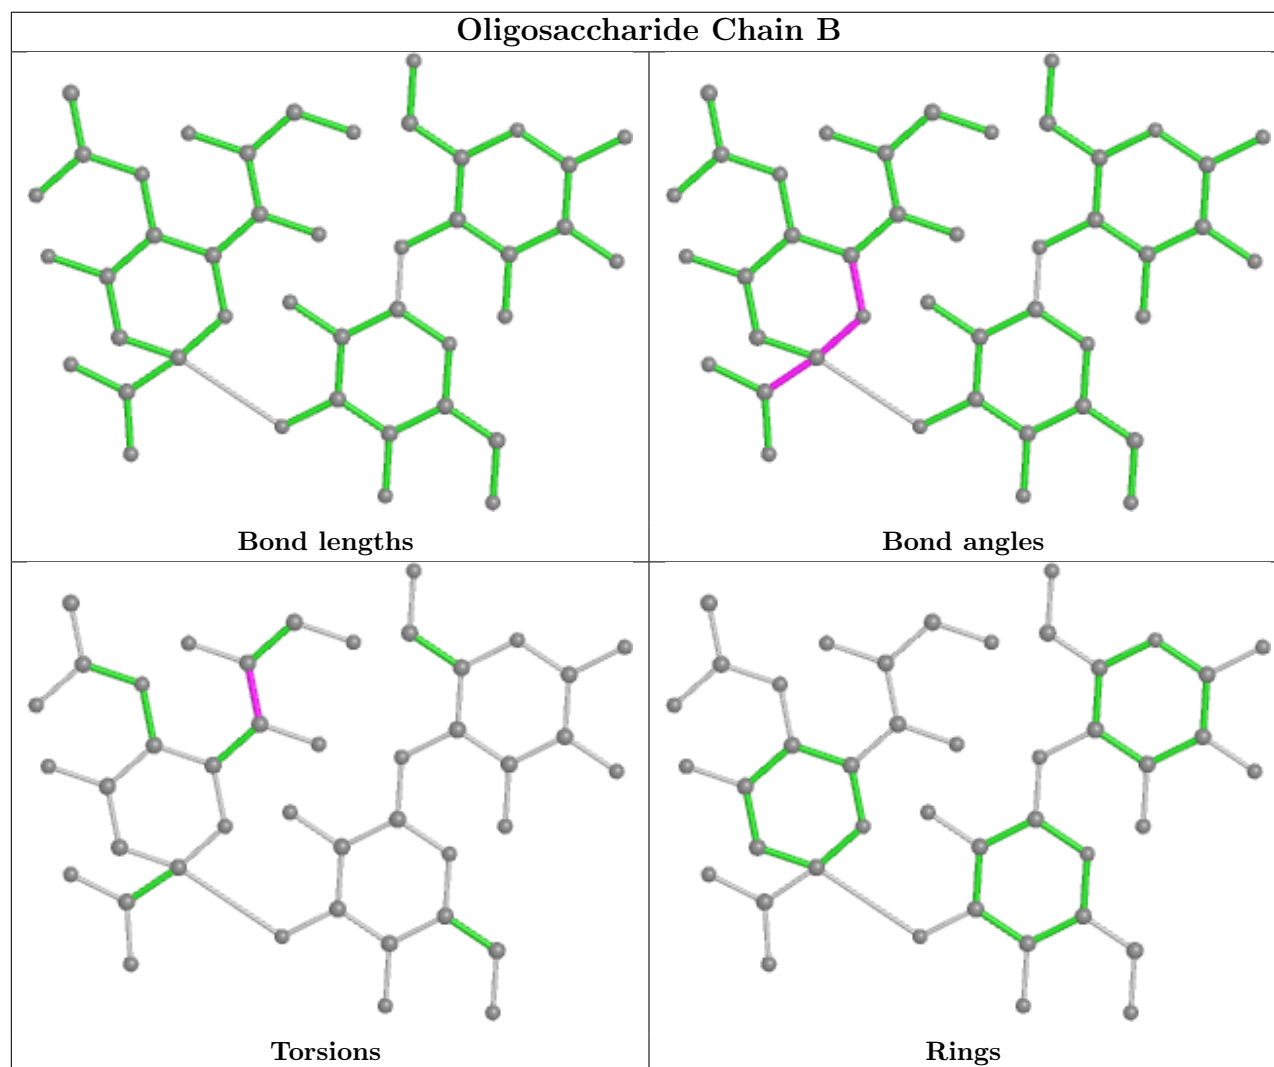 Oligosaccharide Chain B
Bond lengths
Bond angles
Torsions
Rings